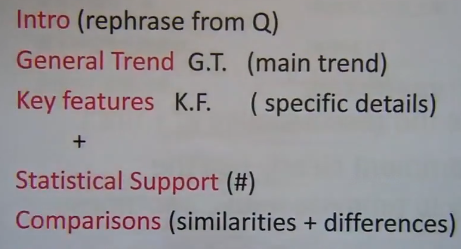 Intro (rephrase from Q)
General Trend G.T. (main trend)
Key features K.F. ( specific details)
+
Statistical Support (#)
Comparisons (similarities + differences)